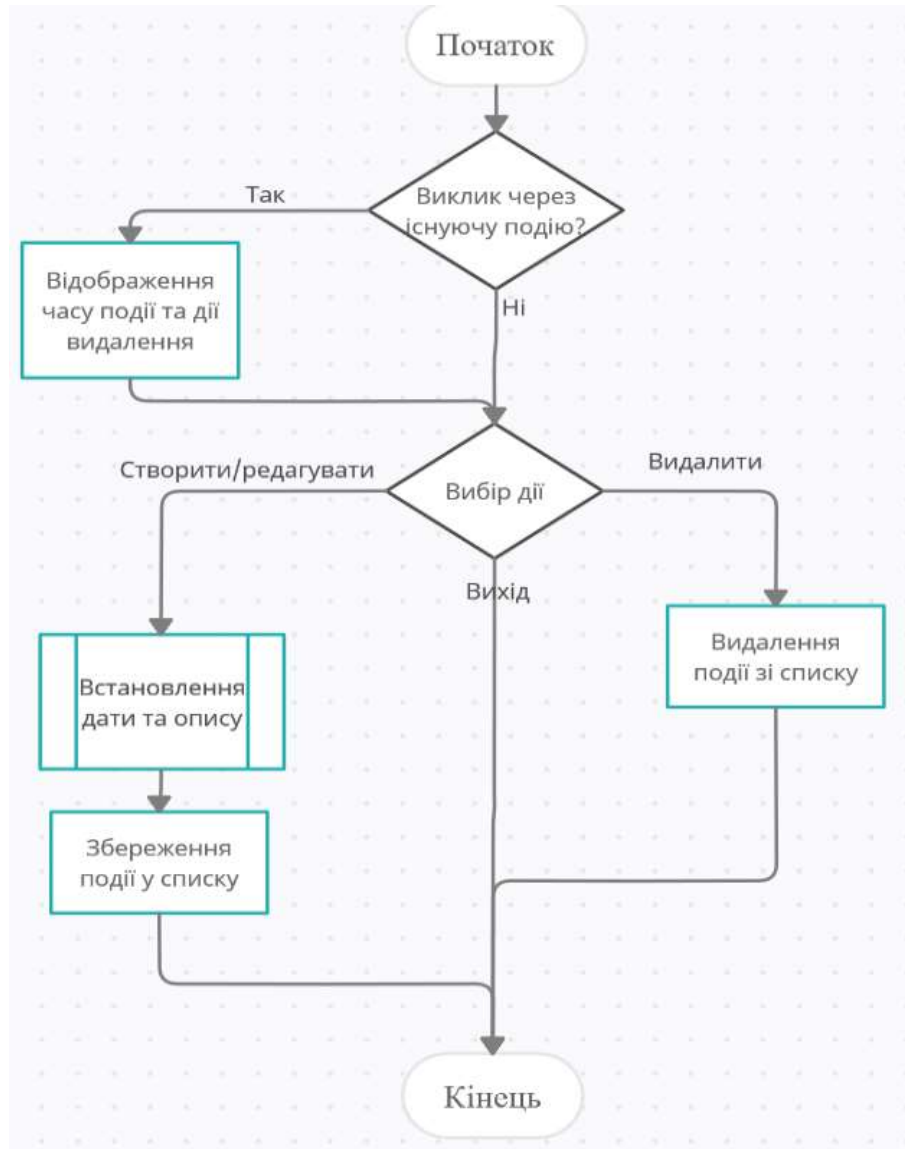 Початок
Виклик через
існуючу подію?
Так
Ні
Відображення
часу події та дії
видалення
Вибір дії
Створити/редагувати
Видалити
Вихід
Встановлення
дати та опису
Видалення
події зі списку
Збереження
події у списку
Кінець